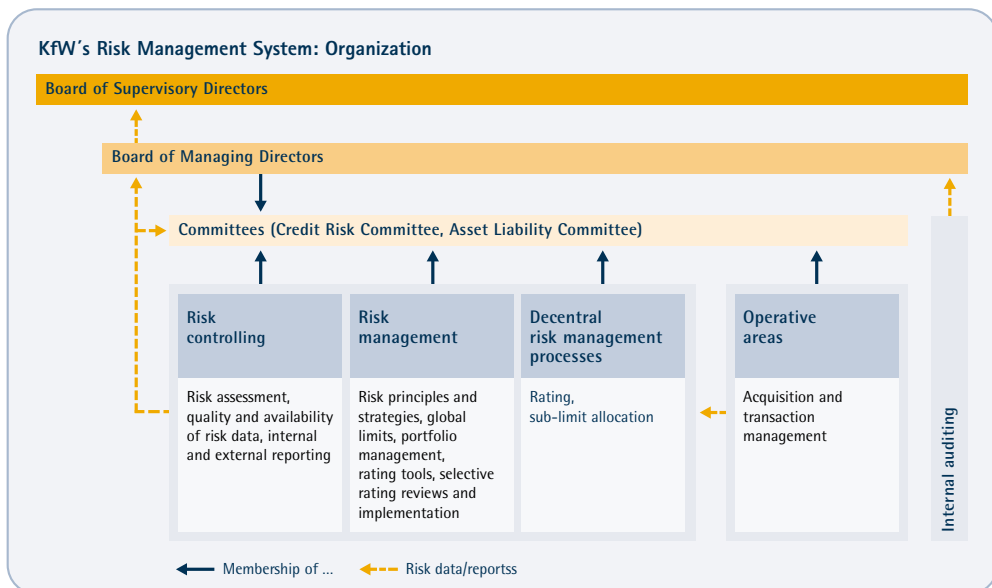 KfW´s Risk Management System: Organization
Board of Supervisory Directors
Board of Managing Directors
Committees (Credit Risk Committee, Asset Liability Committee)
Risk
controlling
Risk assessment,
quality and availability
of risk data, internal
and external reporting
Risk
management
Risk principles and
strategies, global
limits, portfolio
management,
rating tools, selective
rating reviews and
implementation
Decentral
risk management
processes
Rating,
sub-limit allocation
Operative
areas
Acquisition and
transaction
management
Internal auditing
Membership of ...
Risk data/reportss